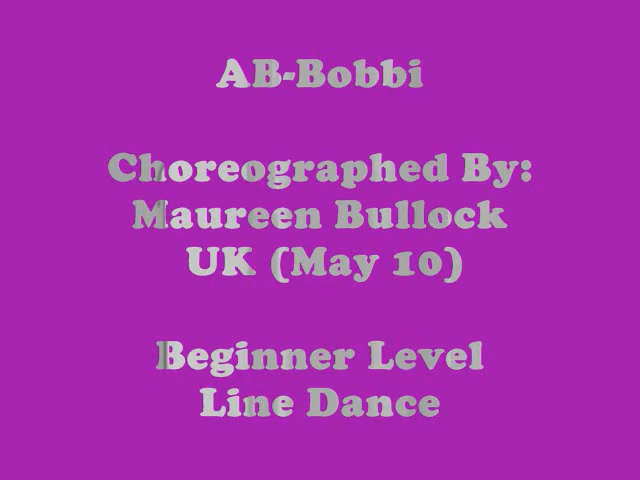 AB-Bobbi
Choreographed By:
Maureen Bullock
UK (May 10)
Beginner Level
Line Dance